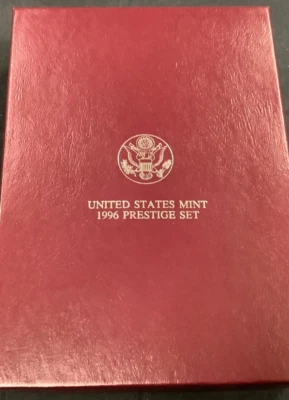 UNITED STATES MINT
1996 PRESTIGE SET